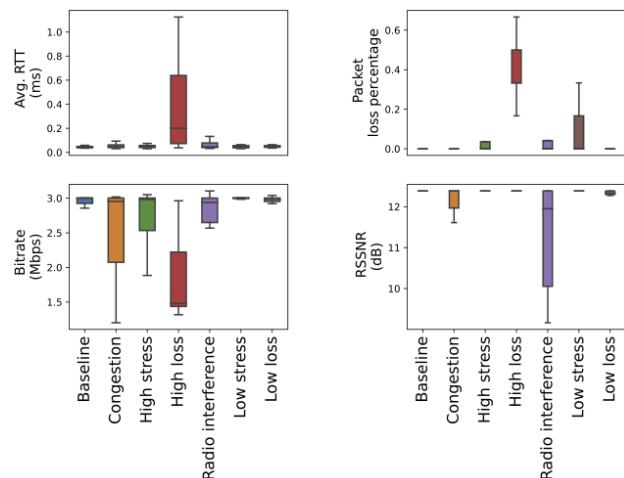 Avg. RTT
(ms)
1.0
0.8
0.6
0.4
0.2
0.0
Packet
loss percentage
0.6
0.4
0.2
0.0
Bitrate
(Mbps)
3.0
2.5
2.0
1.5
Baseline
Congestion
High stress
High loss
Radio interference
Low stress
Low loss
RSSNR
(dB)
12
11
10
Baseline
Congestion
High stress
High loss
Radio interference
Low stress
Low loss